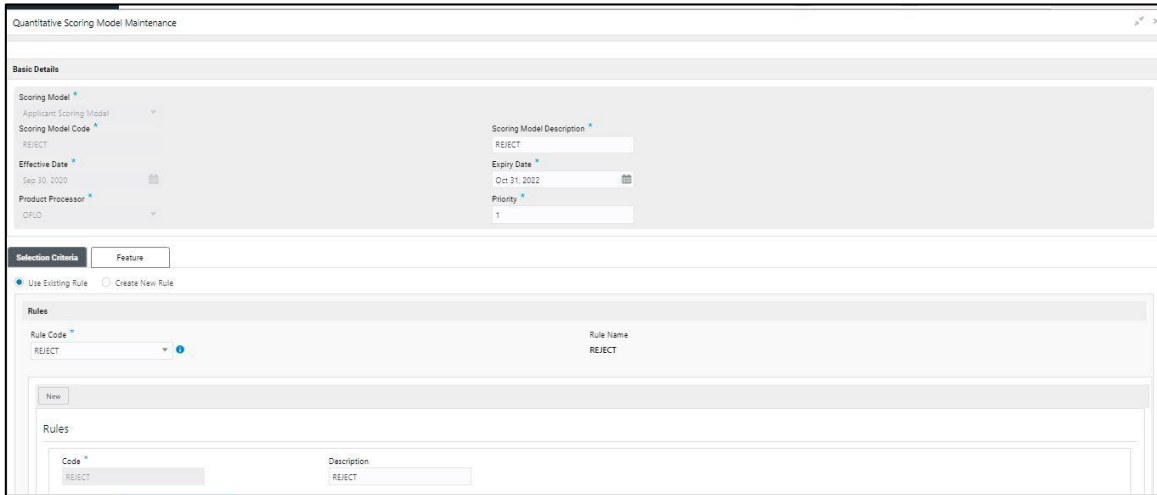 Quantitative Scoring Model Maintenance
Basic Details
Scoring Model *
Applicant Scoring Model
Scoring Model Code *
Scoring Model Description *
REJECT
REJECT
Effective Date *
Expiry Date *
Sep 30, 2020
Oct 31, 2022
Product Processor *
Priority *
OFLO
1
Selection Criteria
Feature
Use Existing Rule
Create New Rule
Rules
Rule Code *
Rule Name
REJECT
REJECT
New
Rules
Code *
Description
REJECT
REJECT